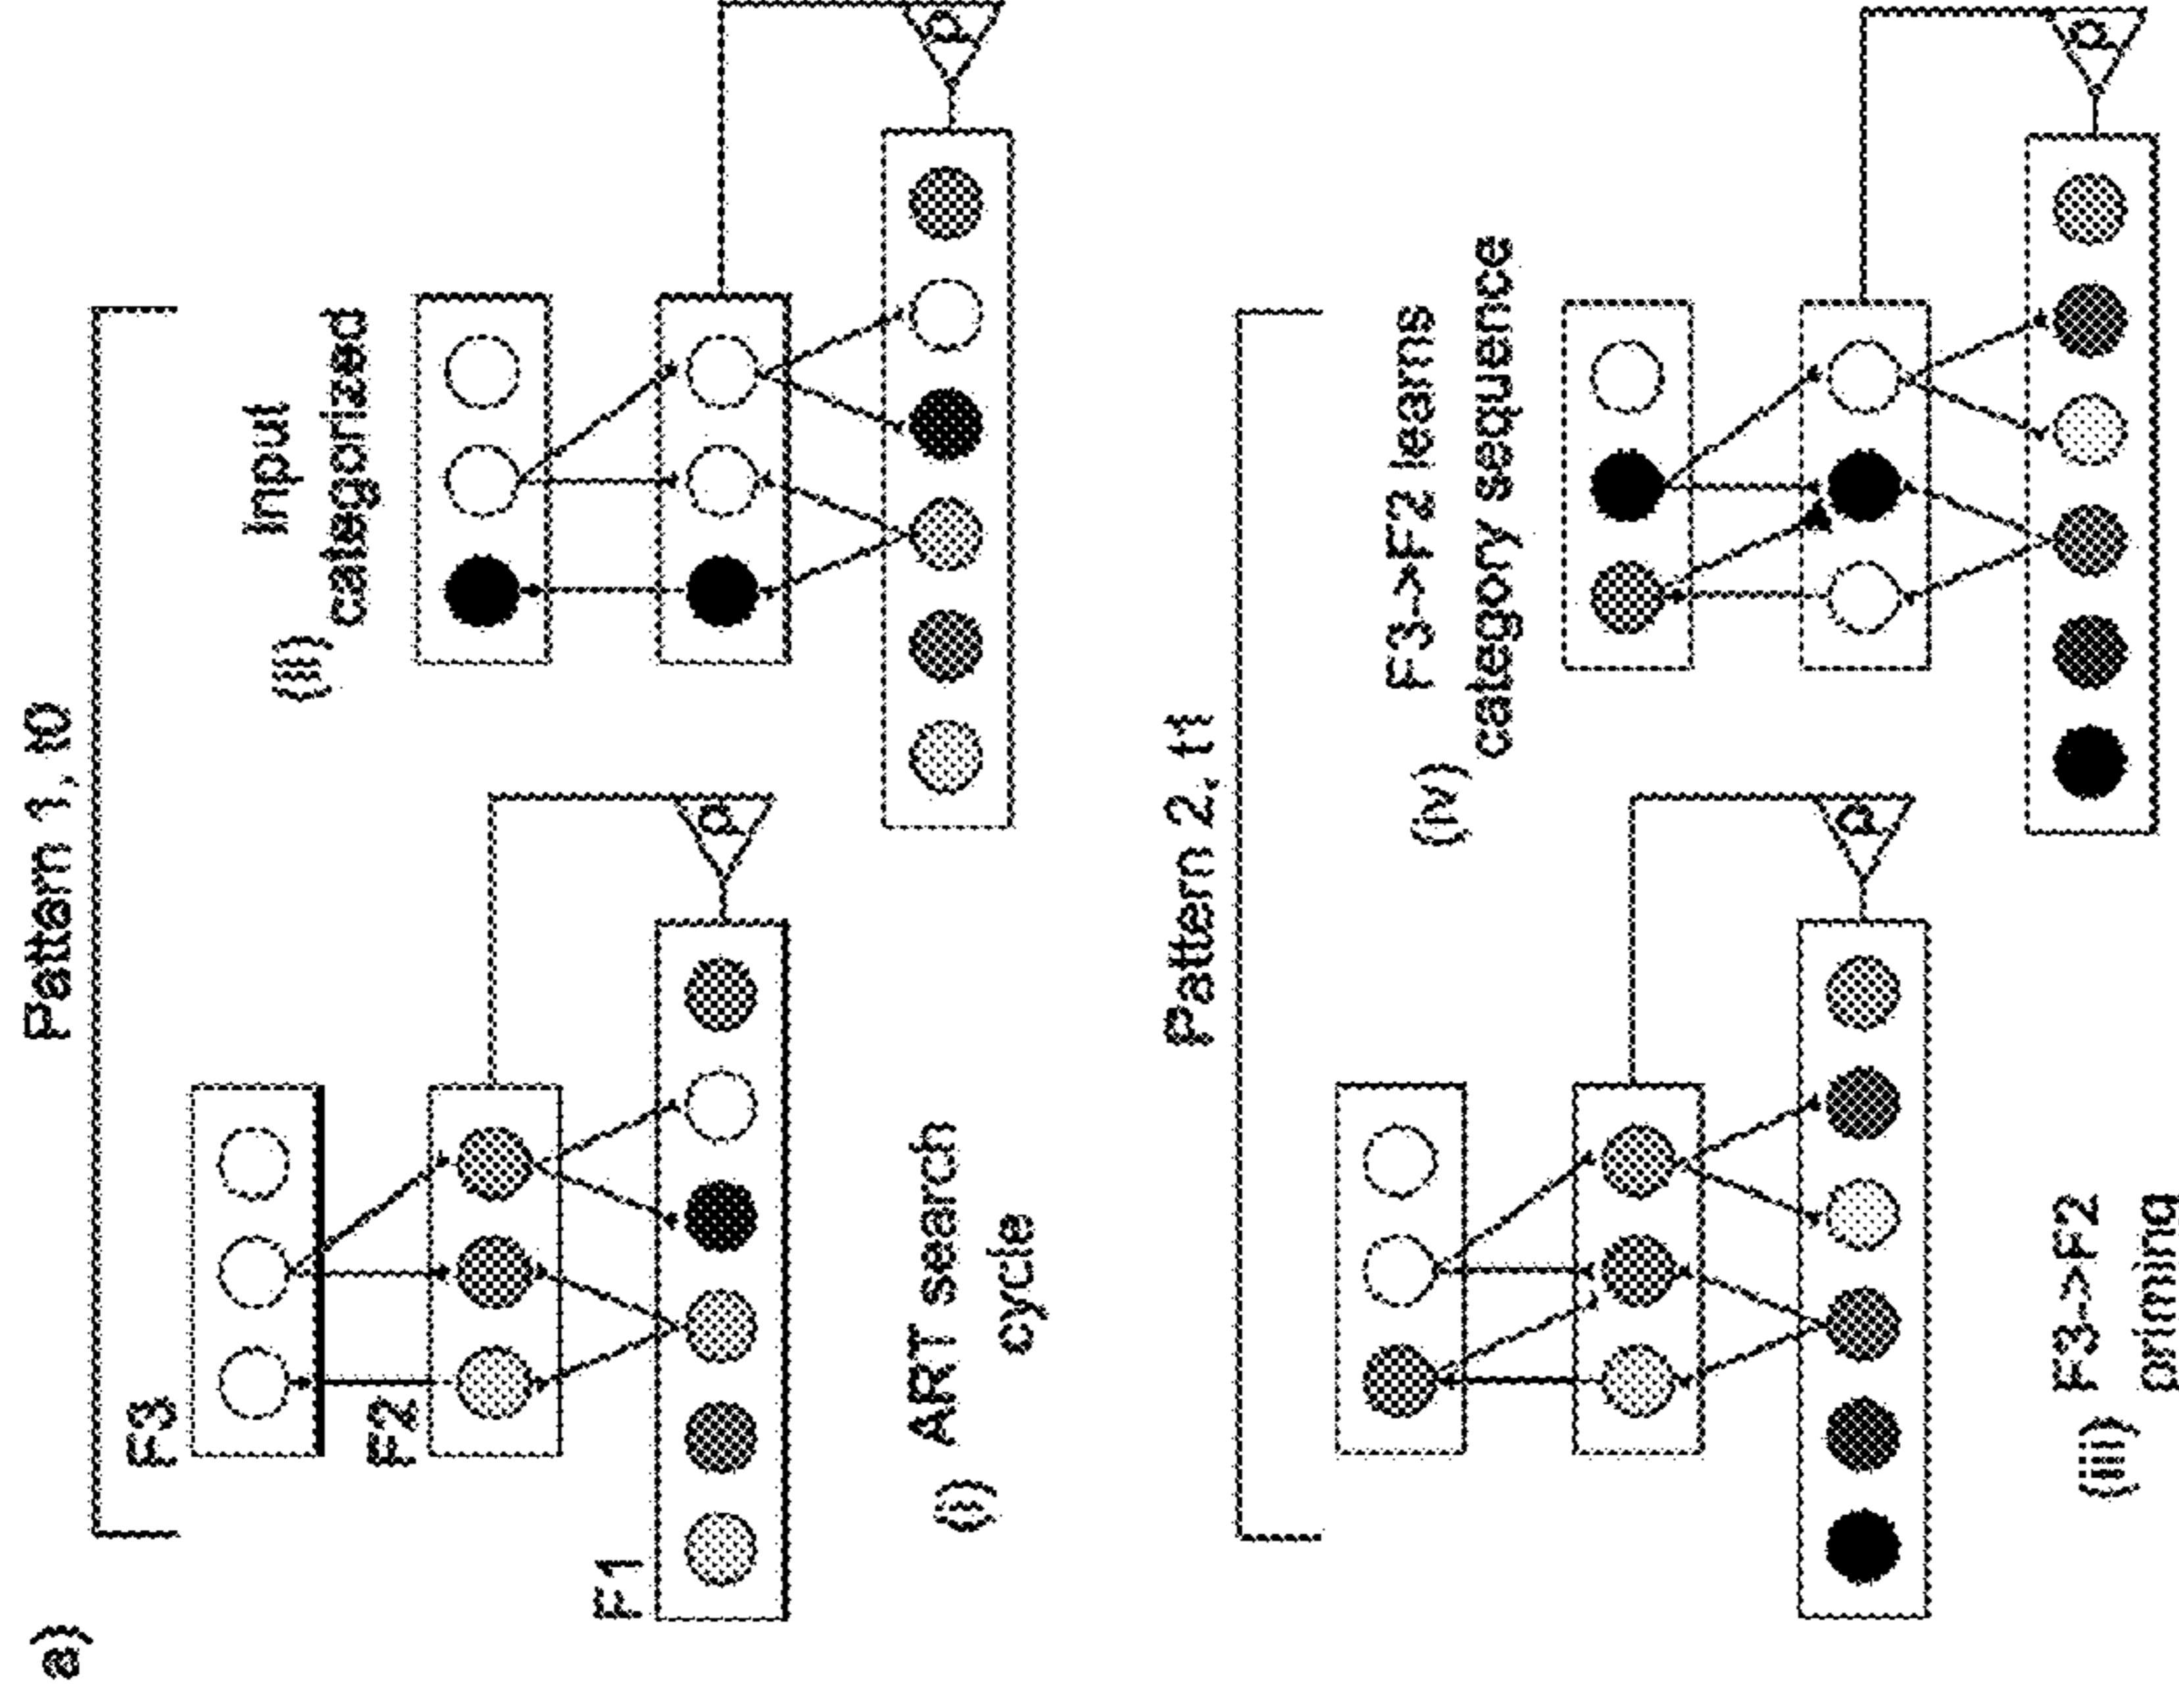 a)
Pattern 1, t0
F3
F2
F1
ρ
(i) ART search
cycle
(ii) Input
categorized
ρ
Pattern 2, t1
ρ
(iii) F3->F2
priming
(iv) F3->F2 learns
category sequence
ρ